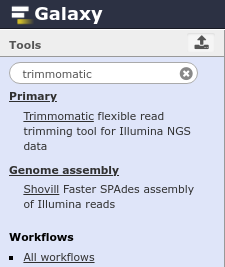 Galaxy
Tools
trimmomatic
Primary
Trimmomatic flexible read
trimming tool for Illumina NGS
data
Genome assembly
Shovill Faster SPAdes assembly
of Illumina reads
Workflows
All workflows